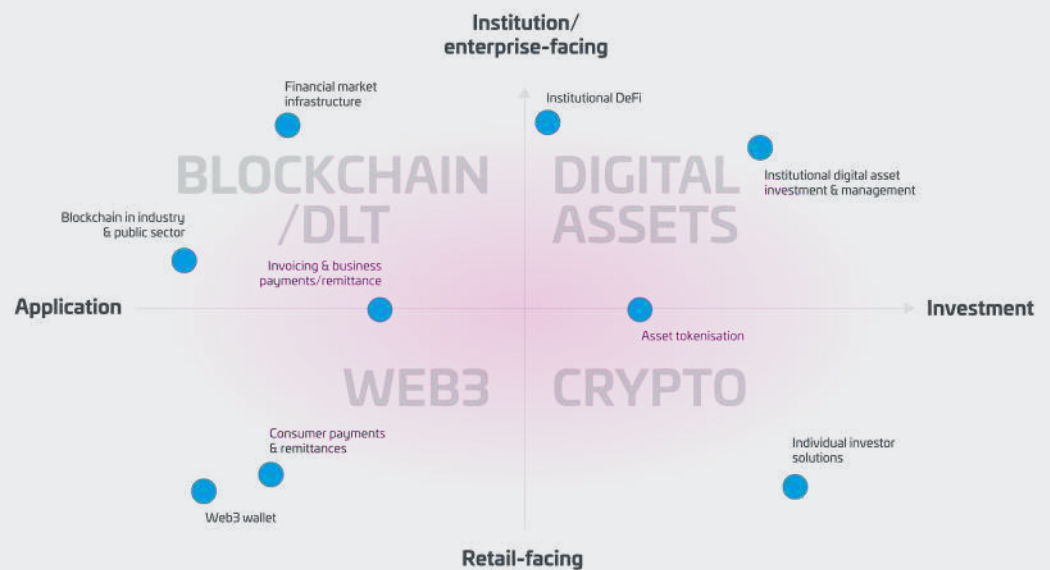 Institution/
enterprise-facing
Financial market
infrastructure
Institutional DeFi
BLOCKCHAIN
/DLT
DIGITAL
ASSETS
Institutional digital asset
investment & management
Blockchain in industry
& public sector
Invoicing & business
payments/remittance
Application
Investment
Asset tokenisation
WEB3
CRYPTO
Consumer payments
& remittances
Individual investor
solutions
Web3 wallet
Retail-facing